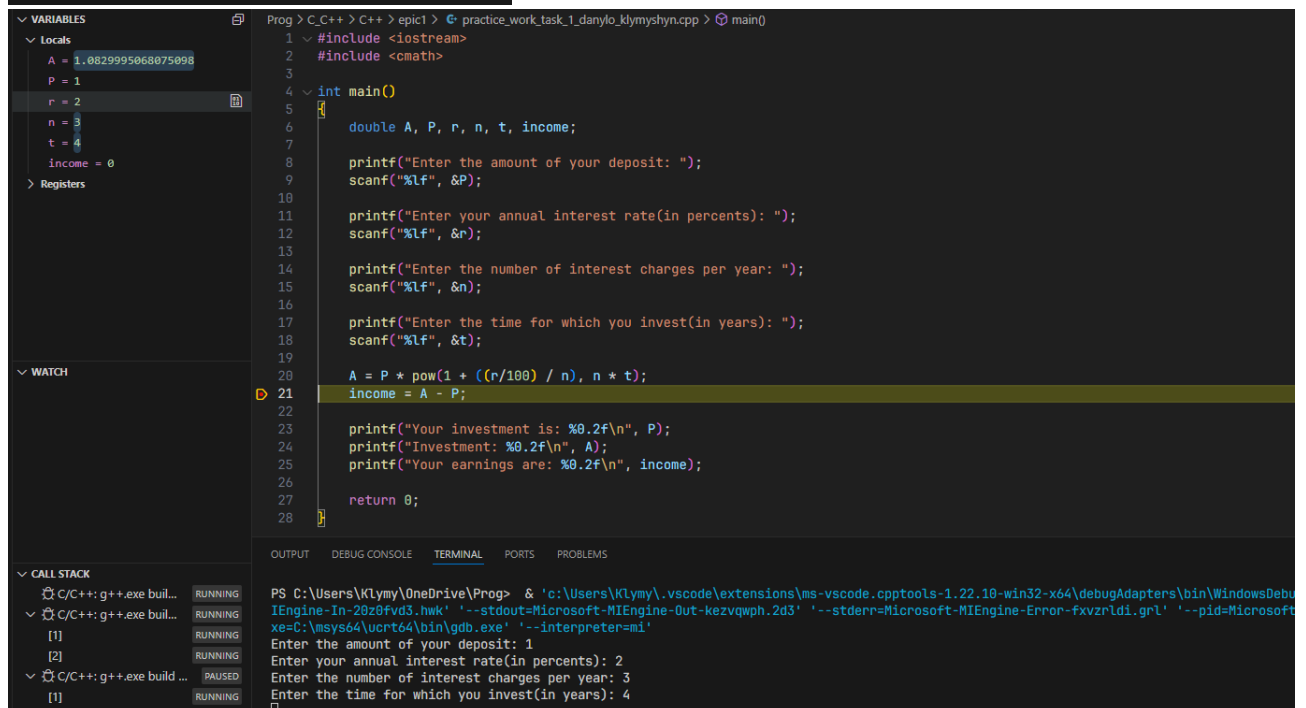 VARIABLES
Locals
A = 1.0829995068075098
P = 1
r = 2
n = 3
t = 4
income = 0
Registers
WATCH
CALL STACK
C/C++: g++.exe buil... RUNNING
C/C++: g++.exe buil... RUNNING
[1] RUNNING
[2] RUNNING
C/C++: g++.exe build ... PAUSED
[1] RUNNING
Prog > C_C++ > C++ > epic1 > practice_work_task_1_danylo_klymyshyn.cpp > main()
1 #include <iostream>
2 #include <cmath>
3
4 int main()
5 {
6 double A, P, r, n, t, income;
7
8 printf("Enter the amount of your deposit: ");
9 scanf("%lf", &P);
10
11 printf("Enter your annual interest rate(in percents): ");
12 scanf("%lf", &r);
13
14 printf("Enter the number of interest charges per year: ");
15 scanf("%lf", &n);
16
17 printf("Enter the time for which you invest(in years): ");
18 scanf("%lf", &t);
19
20 A = P * pow(1 + ((r/100) / n), n * t);
21 income = A - P;
22
23 printf("Your investment is: %0.2f\n", P);
24 printf("Investment: %0.2f\n", A);
25 printf("Your earnings are: %0.2f\n", income);
26
27 return 0;
28 }
OUTPUT DEBUG CONSOLE TERMINAL PORTS PROBLEMS
PS C:\Users\Klymy\OneDrive\Prog> & 'c:\Users\Klymy\.vscode\extensions\ms-vscode.cpptools-1.22.10-win32-x64\debugAdapters\bin\WindowsDebu
IEngine-In-20z0fvd3.hwk' '--stdout=Microsoft-MIEngine-Out-kezvqwph.2d3' '--stderr=Microsoft-MIEngine-Error-fxvzrldi.grl' '--pid=Microsoft
xe=C:\msys64\ucrt64\bin\gdb.exe' '--interpreter=mi'
Enter the amount of your deposit: 1
Enter your annual interest rate(in percents): 2
Enter the number of interest charges per year: 3
Enter the time for which you invest(in years): 4